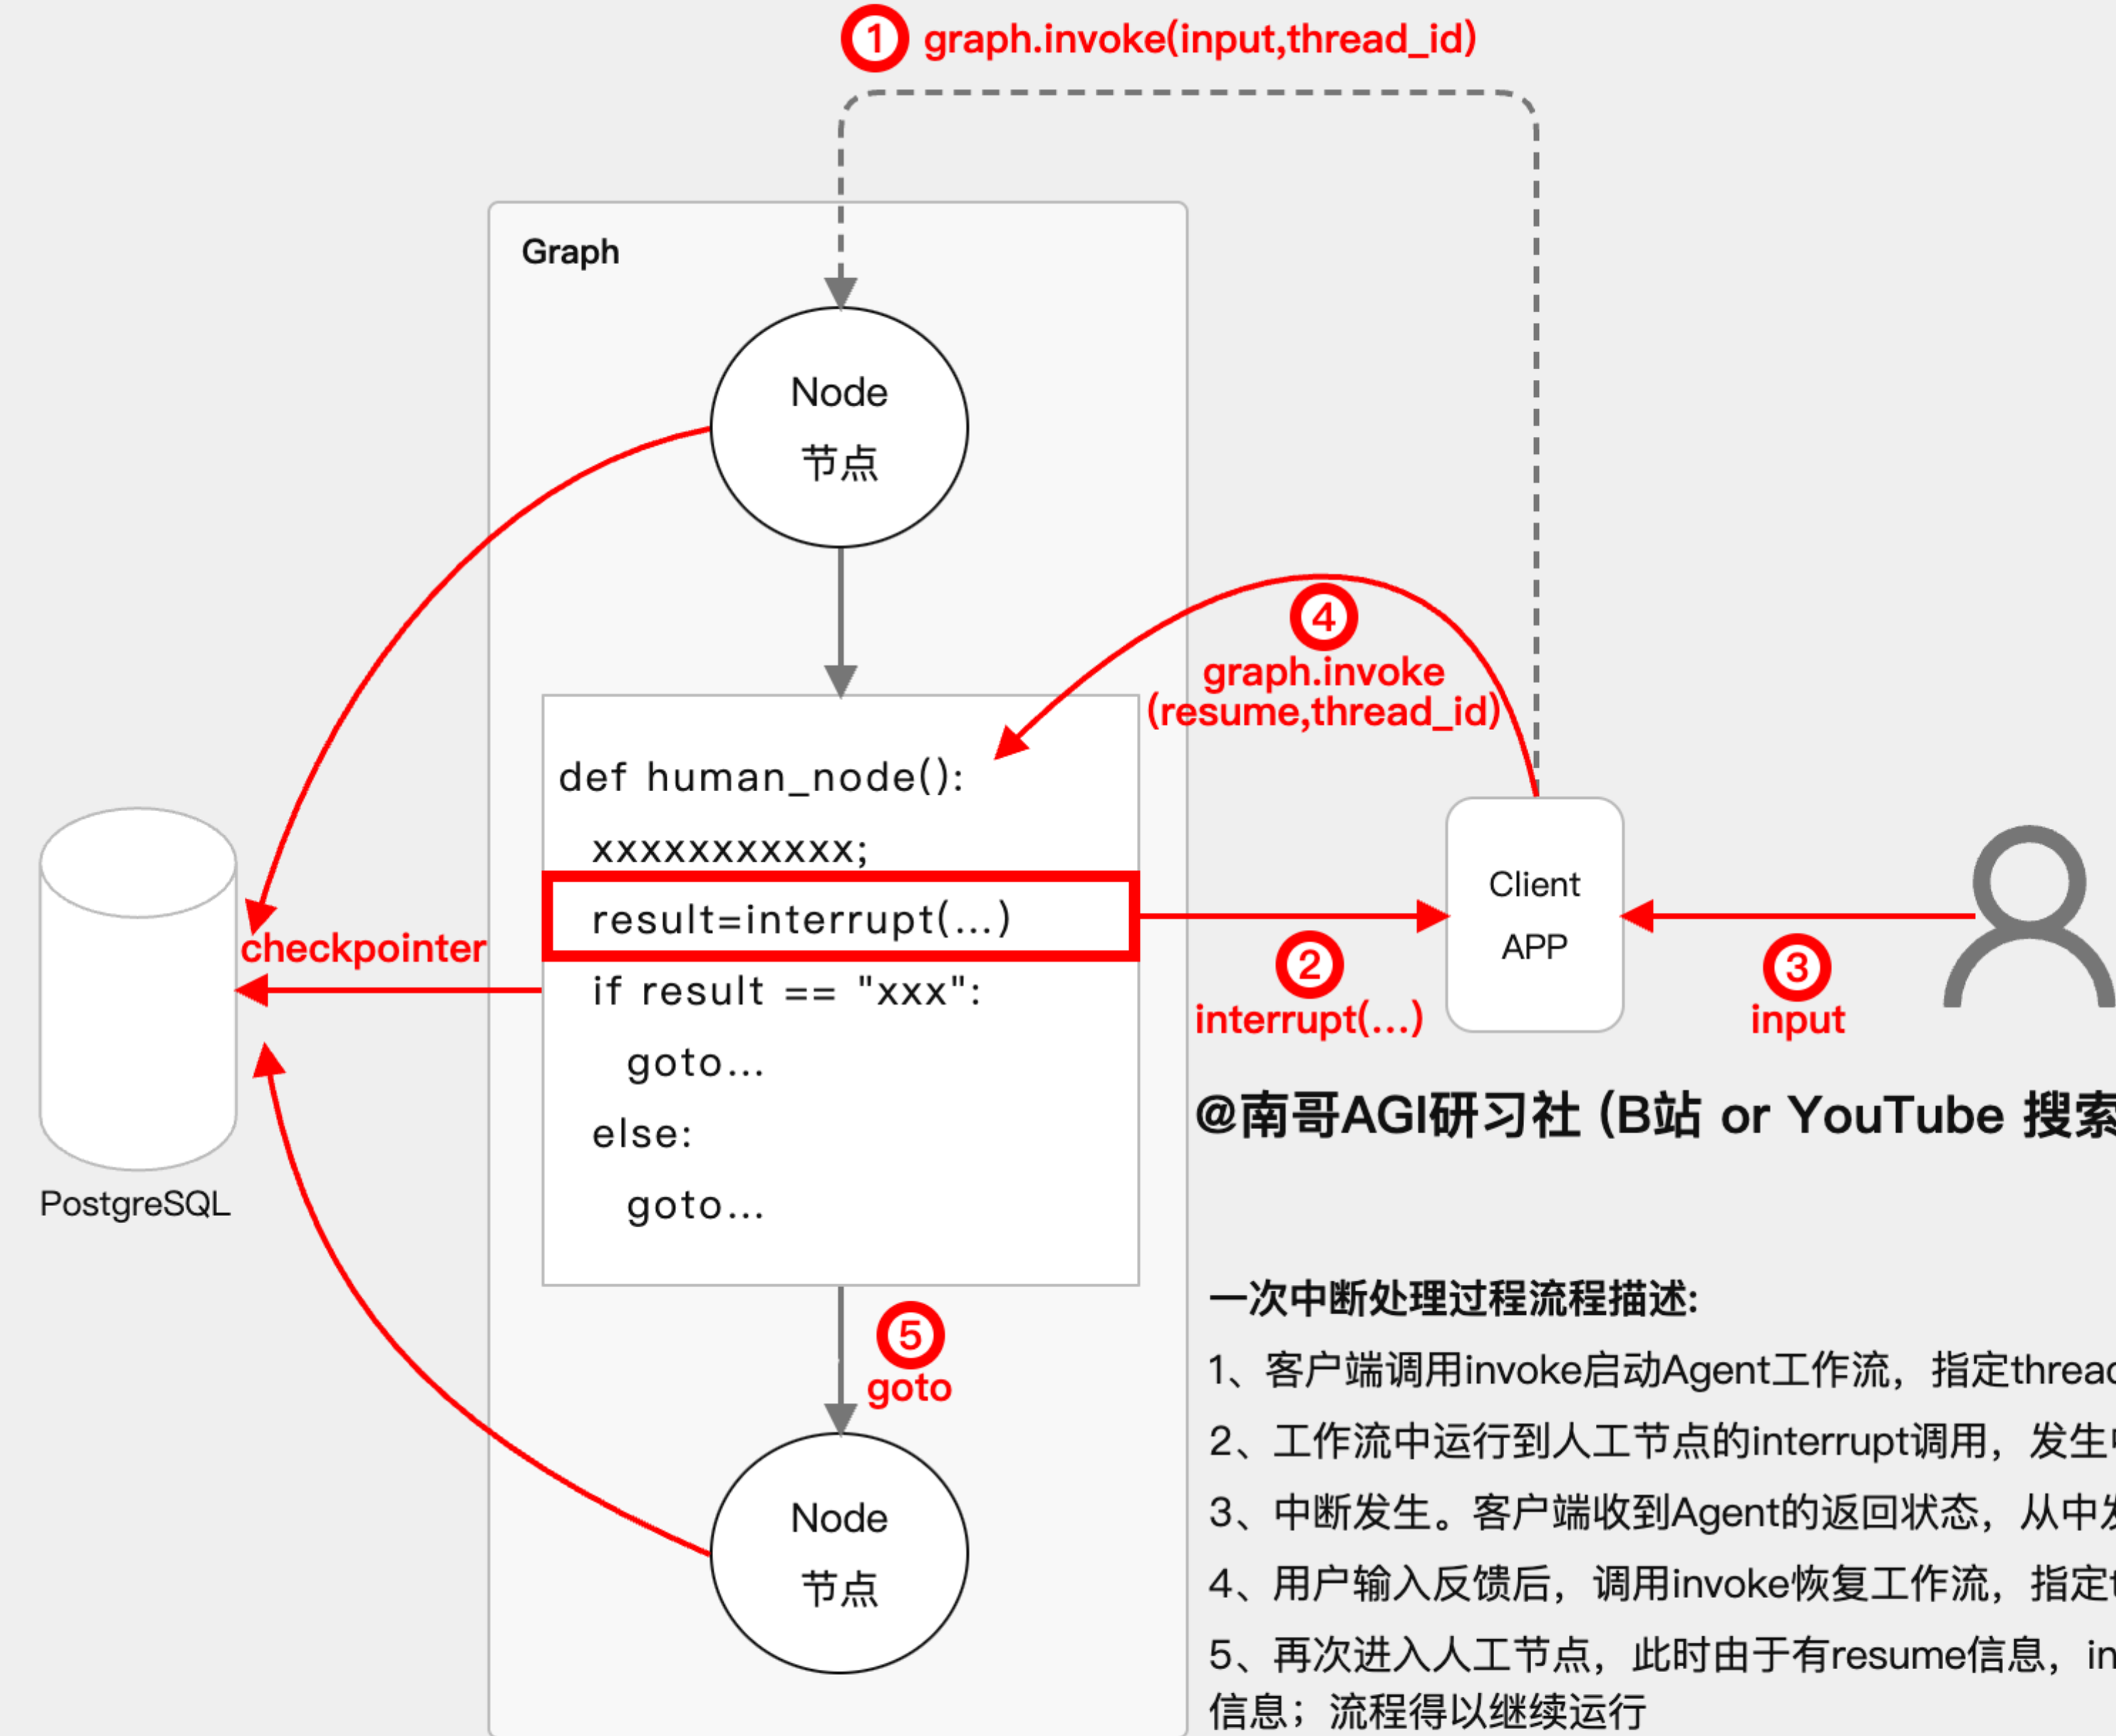 ① graph.invoke(input,thread_id)
Graph
Node
节点
④
graph.invoke
(resume,thread_id)
def human_node():
xxxxxxxxxxx;
result=interrupt(...)
if result == "xxx":
goto...
else:
goto...
checkpointer
PostgreSQL
②
interrupt(...)
Client
APP
③
input
@南哥AGI研习社 (B站 or YouTube 搜索
⑤
goto
Node
节点
一次中断处理过程流程描述:
1、客户端调用invoke启动Agent工作流，指定thread
2、工作流中运行到人工节点的interrupt调用，发生
3、中断发生。客户端收到Agent的返回状态，从中发
4、用户输入反馈后，调用invoke恢复工作流，指定t
5、再次进入人工节点，此时由于有resume信息，in
信息；流程得以继续运行